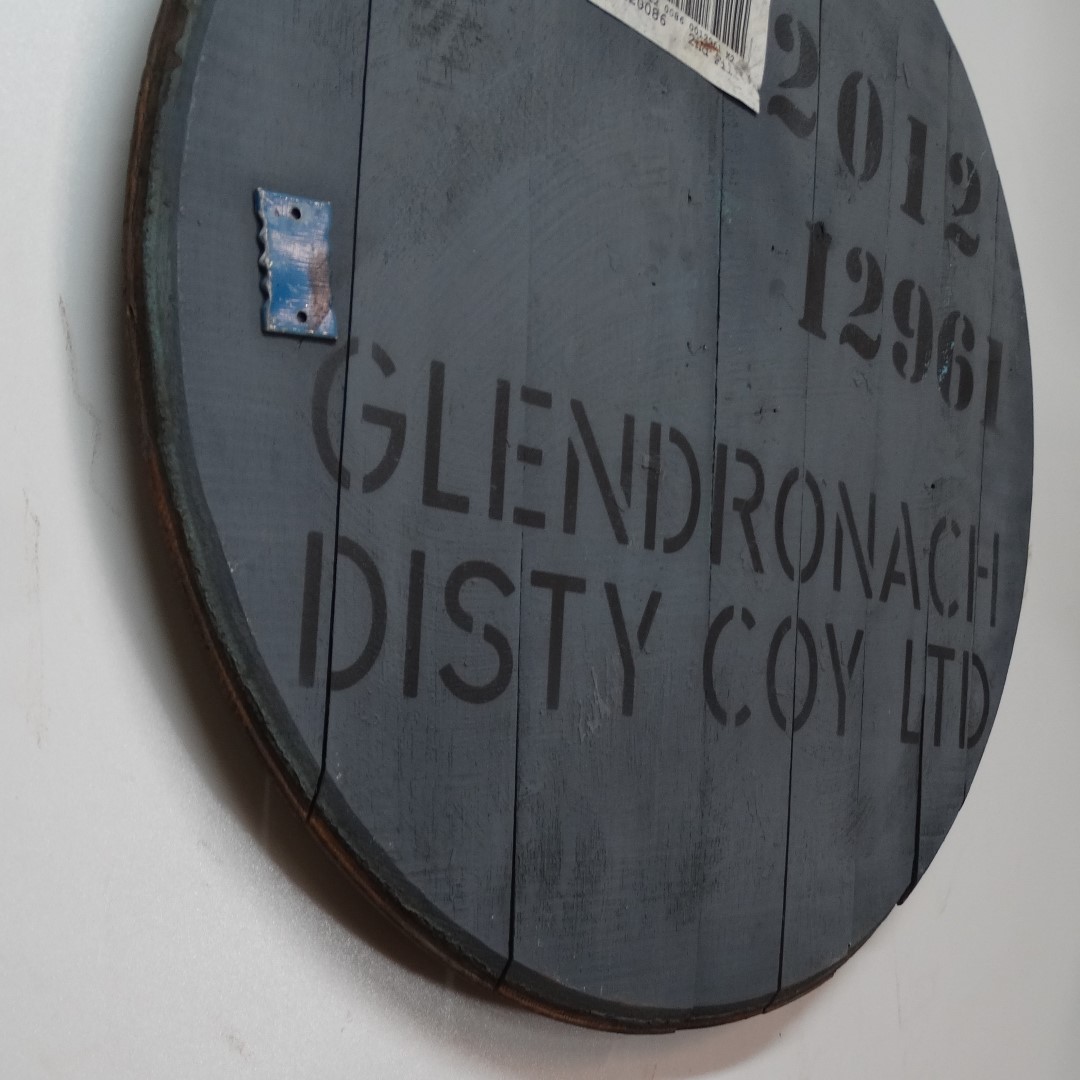 2012
12961
GLENDRONACH
DISTY COY LTD